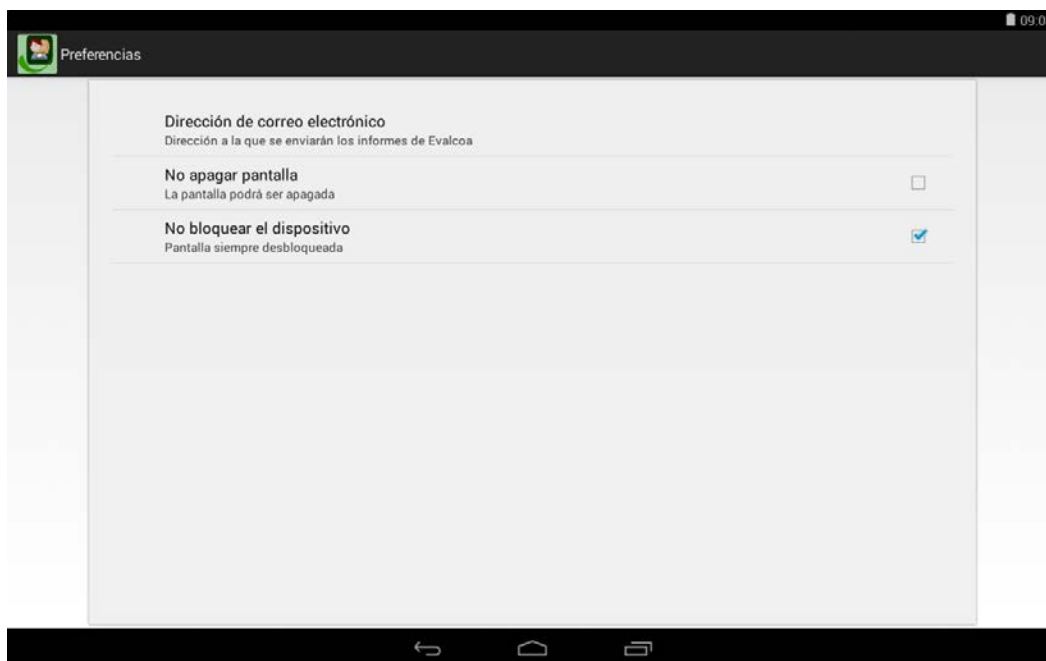 09:0
Preferencias
Dirección de correo electrónico
Dirección a la que se enviarán los informes de Evalcoa
No apagar pantalla
La pantalla podrá ser apagada
No bloquear el dispositivo
Pantalla siempre desbloqueada